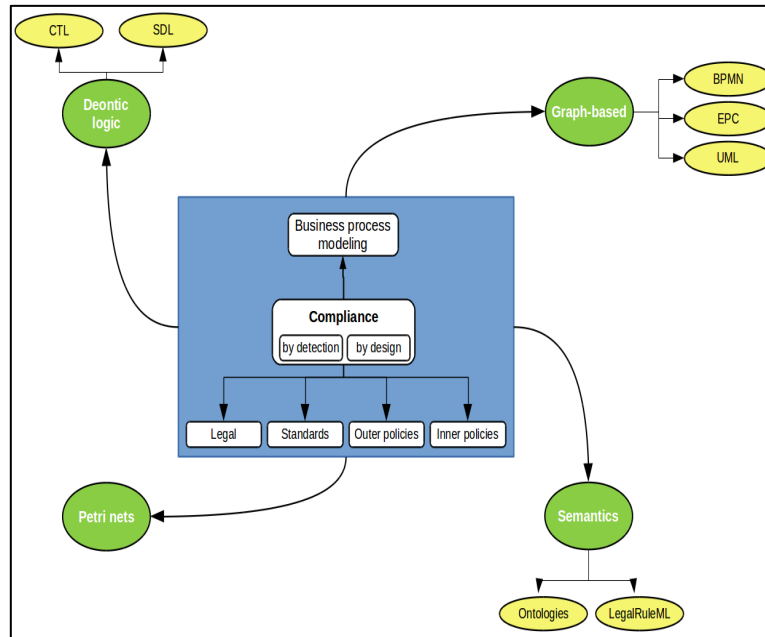 CTL
SDL
Deontic
logic
Graph-based
BPMN
EPC
UML
Business process
modeling
Compliance
by detection
by design
Legal
Standards
Outer policies
Inner policies
Petri nets
Semantics
Ontologies
LegalRuleML